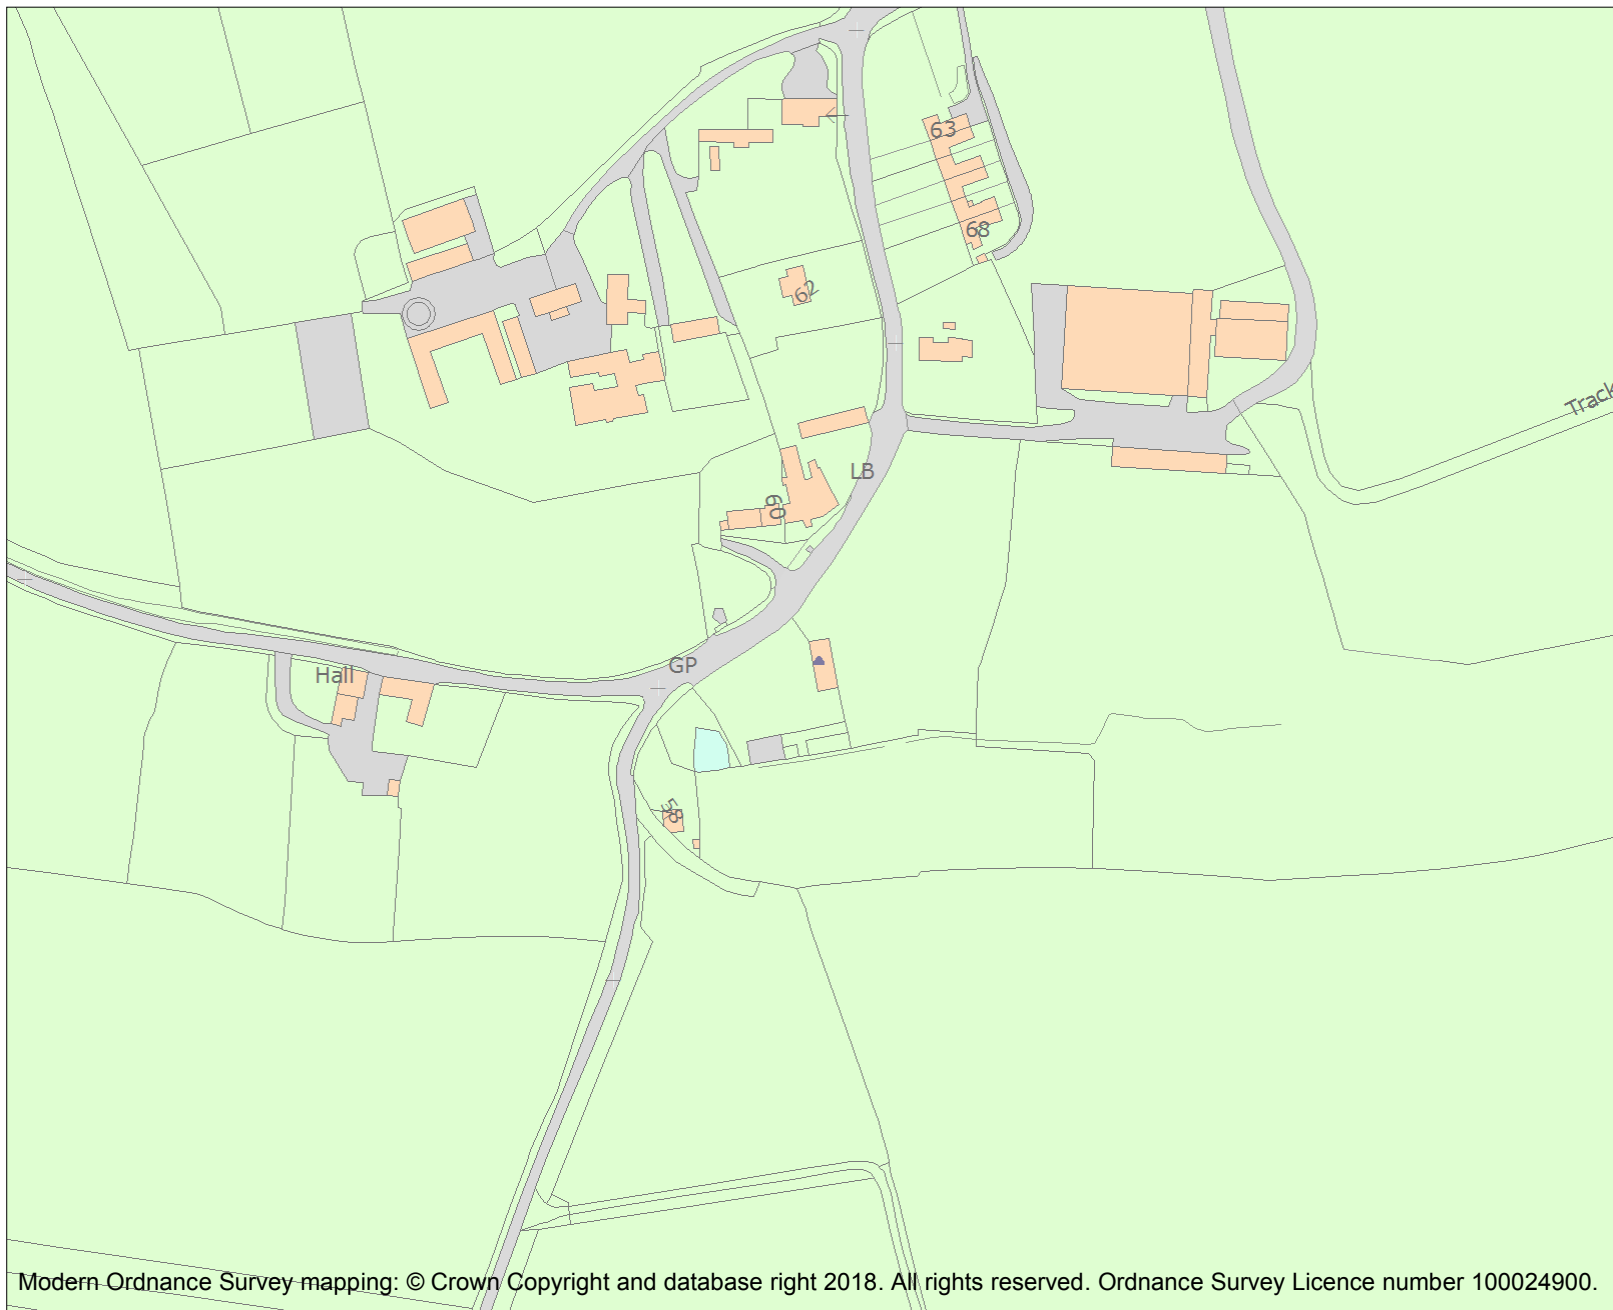 63
68
62
Track
LB
60
GP
Hall
58
Modern Ordnance Survey mapping: © Crown Copyright and database right 2018. All rights reserved. Ordnance Survey Licence number 100024900.